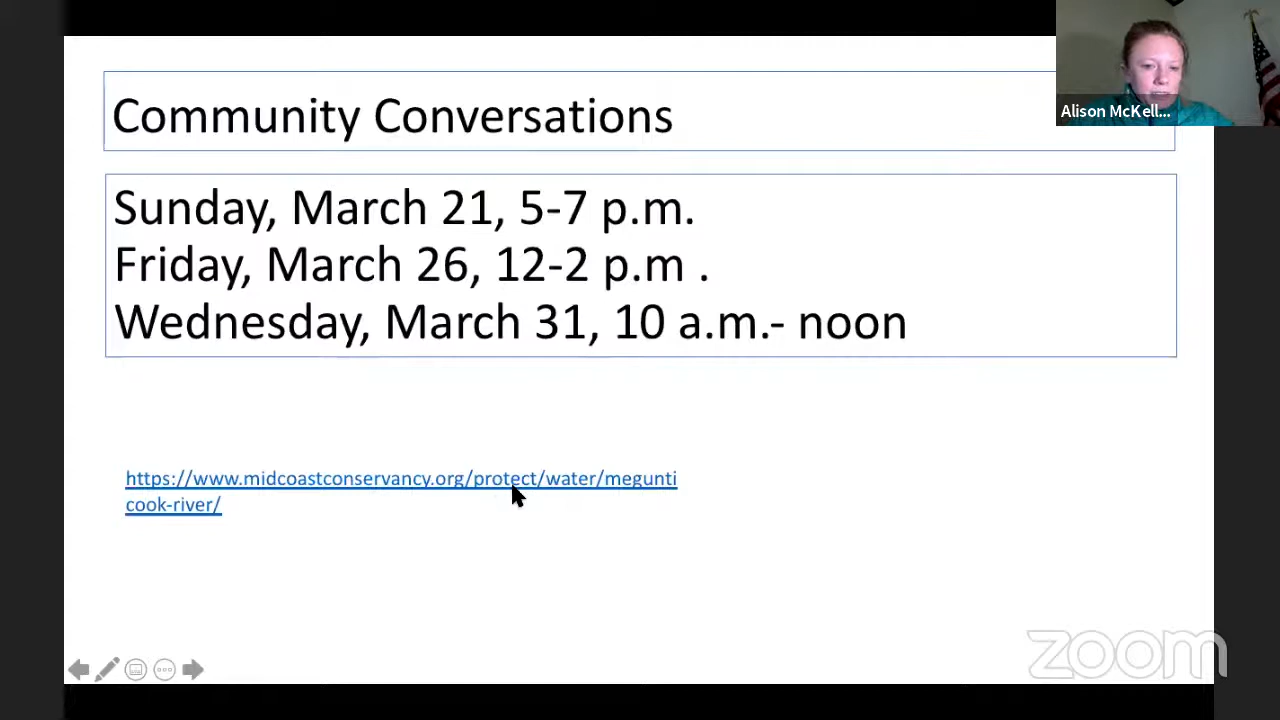 Community Conversations
Alison McKell...
Sunday, March 21, 5-7 p.m.
Friday, March 26, 12-2 p.m .
Wednesday, March 31, 10 a.m.- noon
https://www.midcoastconservancy.org/protect/water/megunti
cook-river/
zoom